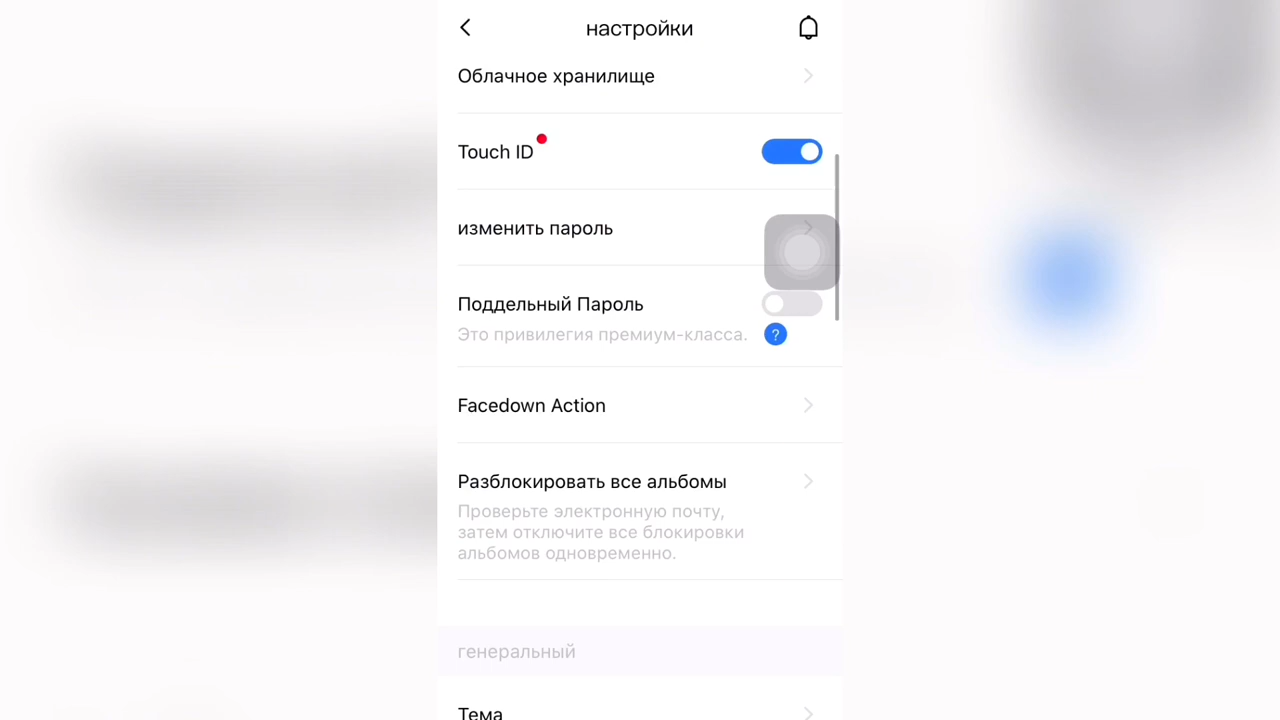 настройки
Облачное хранилище
Touch ID
изменить пароль
Поддельный Пароль
Это привилегия премиум-класса.
?
Facedown Action
Разблокировать все альбомы
Проверьте электронную почту,
затем отключите все блокировки
альбомов одновременно.
генеральный
Тема